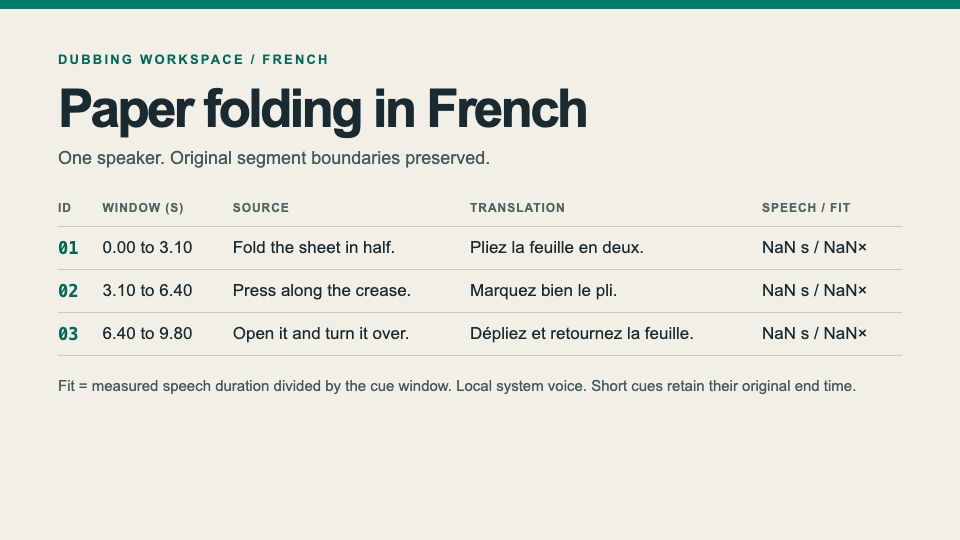 DUBBING WORKSPACE / FRENCH
Paper folding in French
One speaker. Original segment boundaries preserved.
ID WINDOW (S) SOURCE TRANSLATION SPEECH / FIT
01 0.00 to 3.10 Fold the sheet in half. Pliez la feuille en deux. NaN s / NaN×
02 3.10 to 6.40 Press along the crease. Marquez bien le pli. NaN s / NaN×
03 6.40 to 9.80 Open it and turn it over. Dépliez et retournez la feuille. NaN s / NaN×
Fit = measured speech duration divided by the cue window. Local system voice. Short cues retain their original end time.